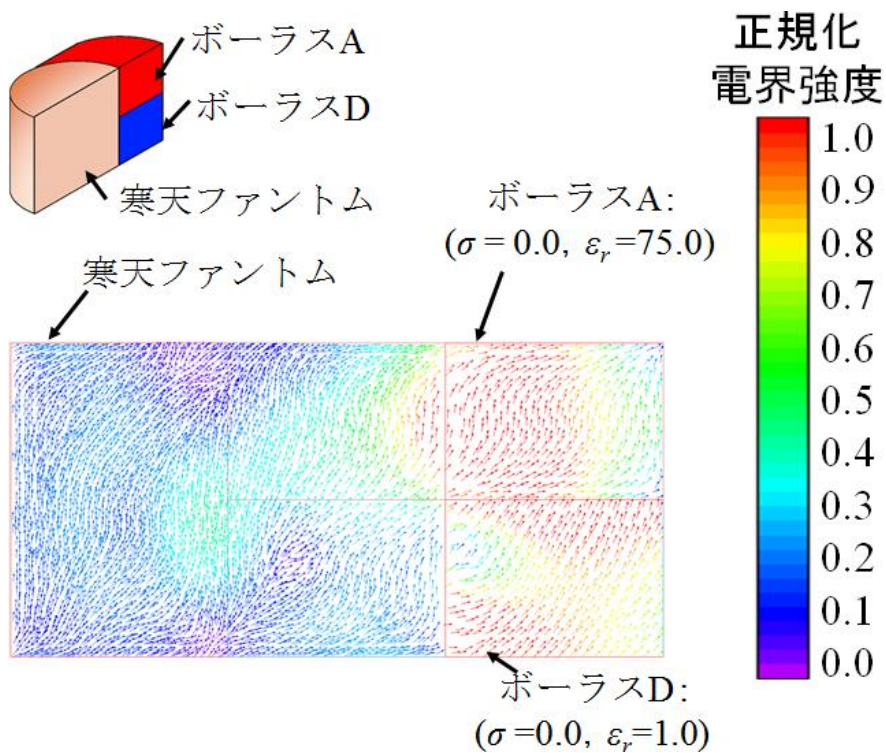 ボーラスA
ボーラスD
寒天ファントム
正規化
電界強度
1.0
0.9
0.8
0.7
0.6
0.5
0.4
0.3
0.2
0.1
0.0
寒天ファントム
ボーラスA:
(σ = 0.0, εr=75.0)
ボーラスD:
(σ =0.0, εr=1.0)